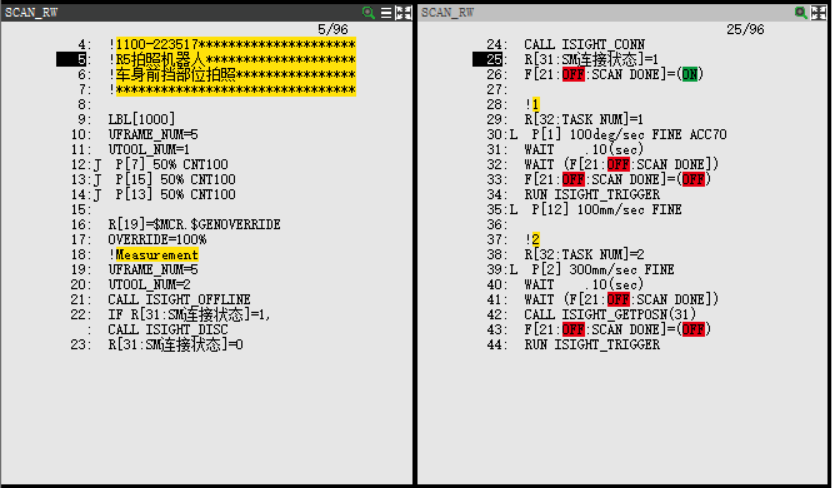 SCAN_RW
5/96
4: !1100-223517*********************
5: !R5拍照机器人********************
6: !车身前挡部位拍照****************
7: !********************************
8:
9: LBL[1000]
10: UFRAME_NUM=5
11: UTOOL_NUM=1
12:J P[7] 50% CNT100
13:J P[15] 50% CNT100
14:J P[13] 50% CNT100
15:
16: R[19]=$MCR.$GENOVERRIDE
17: OVERRIDE=100%
18: !Measurement
19: UFRAME_NUM=5
20: UTOOL_NUM=2
21: CALL ISIGHT_OFFLINE
22: IF R[31:SM连接状态]=1,
: CALL ISIGHT_DISC
23: R[31:SM连接状态]=0
SCAN_RW
25/96
24: CALL ISIGHT_CONN
25: R[31:SM连接状态]=1
26: F[21:OFF:SCAN DONE]=(ON)
27:
28: !1
29: R[32:TASK NUM]=1
30:L P[1] 100deg/sec FINE ACC70
31: WAIT .10(sec)
32: WAIT (F[21:OFF:SCAN DONE])
33: F[21:OFF:SCAN DONE]=(OFF)
34: RUN ISIGHT_TRIGGER
35:L P[12] 100mm/sec FINE
36:
37: !2
38: R[32:TASK NUM]=2
39:L P[2] 300mm/sec FINE
40: WAIT .10(sec)
41: WAIT (F[21:OFF:SCAN DONE])
42: CALL ISIGHT_GETPOSN(31)
43: F[21:OFF:SCAN DONE]=(OFF)
44: RUN ISIGHT_TRIGGER